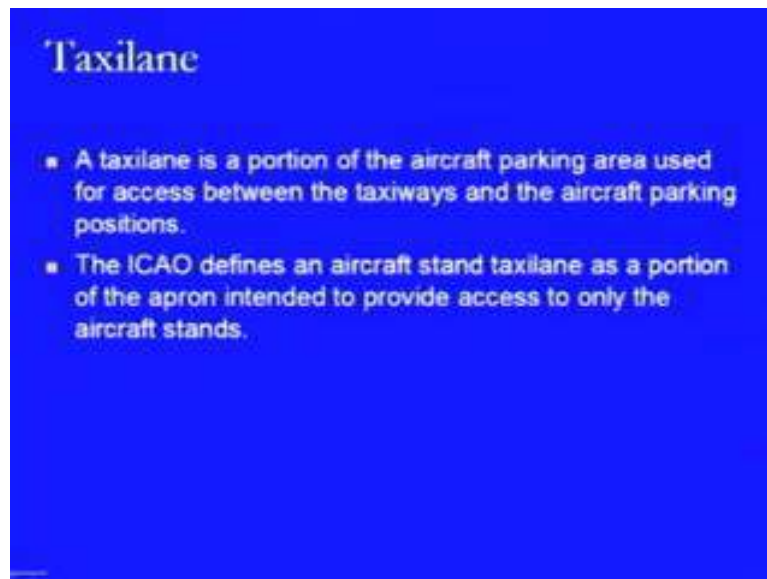 Taxilane
▪ A taxilane is a portion of the aircraft parking area used
for access between the taxiways and the aircraft parking
positions.
▪ The ICAO defines an aircraft stand taxilane as a portion
of the apron intended to provide access to only the
aircraft stands.